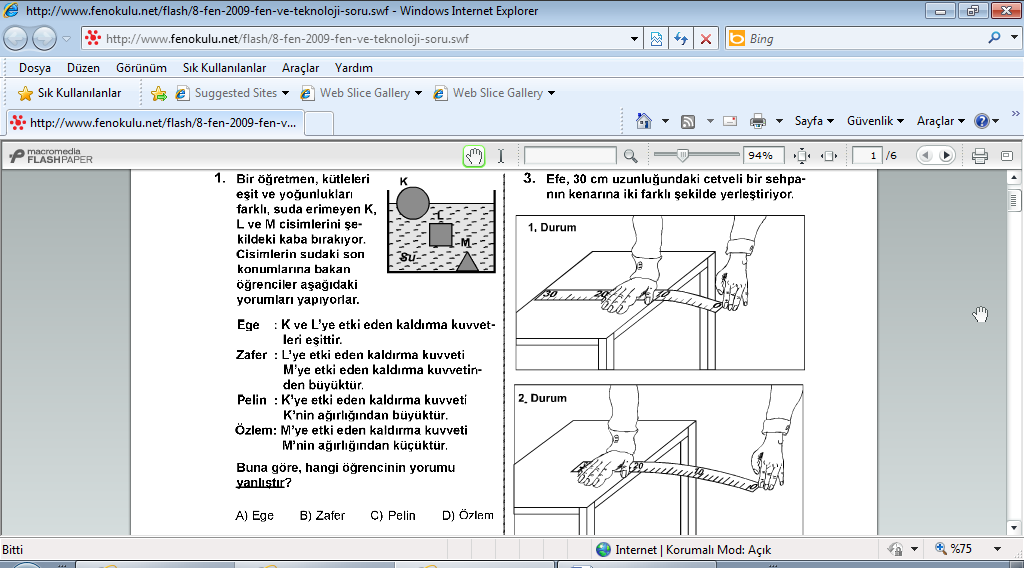 http://www.fenokulu.net/flash/8-fen-2009-fen-ve-teknoloji-soru.swf - Windows Internet Explorer
http://www.fenokulu.net/flash/8-fen-2009-fen-ve-teknoloji-soru.swf
Bing
Dosya Düzen Görünüm Sık Kullanılanlar Araçlar Yardım
Sık Kullanılanlar Suggested Sites Web Slice Gallery Web Slice Gallery
http://www.fenokulu.net/flash/8-fen-2009-fen-v... Sayfa Güvenlik Araçlar
macromedia
FLASHPAPER
94% 1 /6
1. Bir öğretmen, kütleleri
eşit ve yoğunlukları
farklı, suda erimeyen K,
L ve M cisimlerini şe-
kildeki kaba bırakıyor.
Cisimlerin sudaki son
konumlarına bakan
öğrenciler aşağıdaki
yorumları yapıyorlar.
K
L
M
Su
Ege : K ve L'ye etki eden kaldırma kuvvet-
leri eşittir.
Zafer : L'ye etki eden kaldırma kuvveti
M'ye etki eden kaldırma kuvvetin-
den büyüktür.
Pelin : K'ye etki eden kaldırma kuvveti
K'nin ağırlığından büyüktür.
Özlem: M'ye etki eden kaldırma kuvveti
M'nin ağırlığından küçüktür.
Buna göre, hangi öğrencinin yorumu
yanlıştır?
A) Ege B) Zafer C) Pelin D) Özlem
3. Efe, 30 cm uzunluğundaki cetveli bir sehpa-
nın kenarına iki farklı şekilde yerleştiriyor.
1. Durum
30 20 10 0
2. Durum
20 10 0
Bitti
Internet | Korumalı Mod: Açık
%75